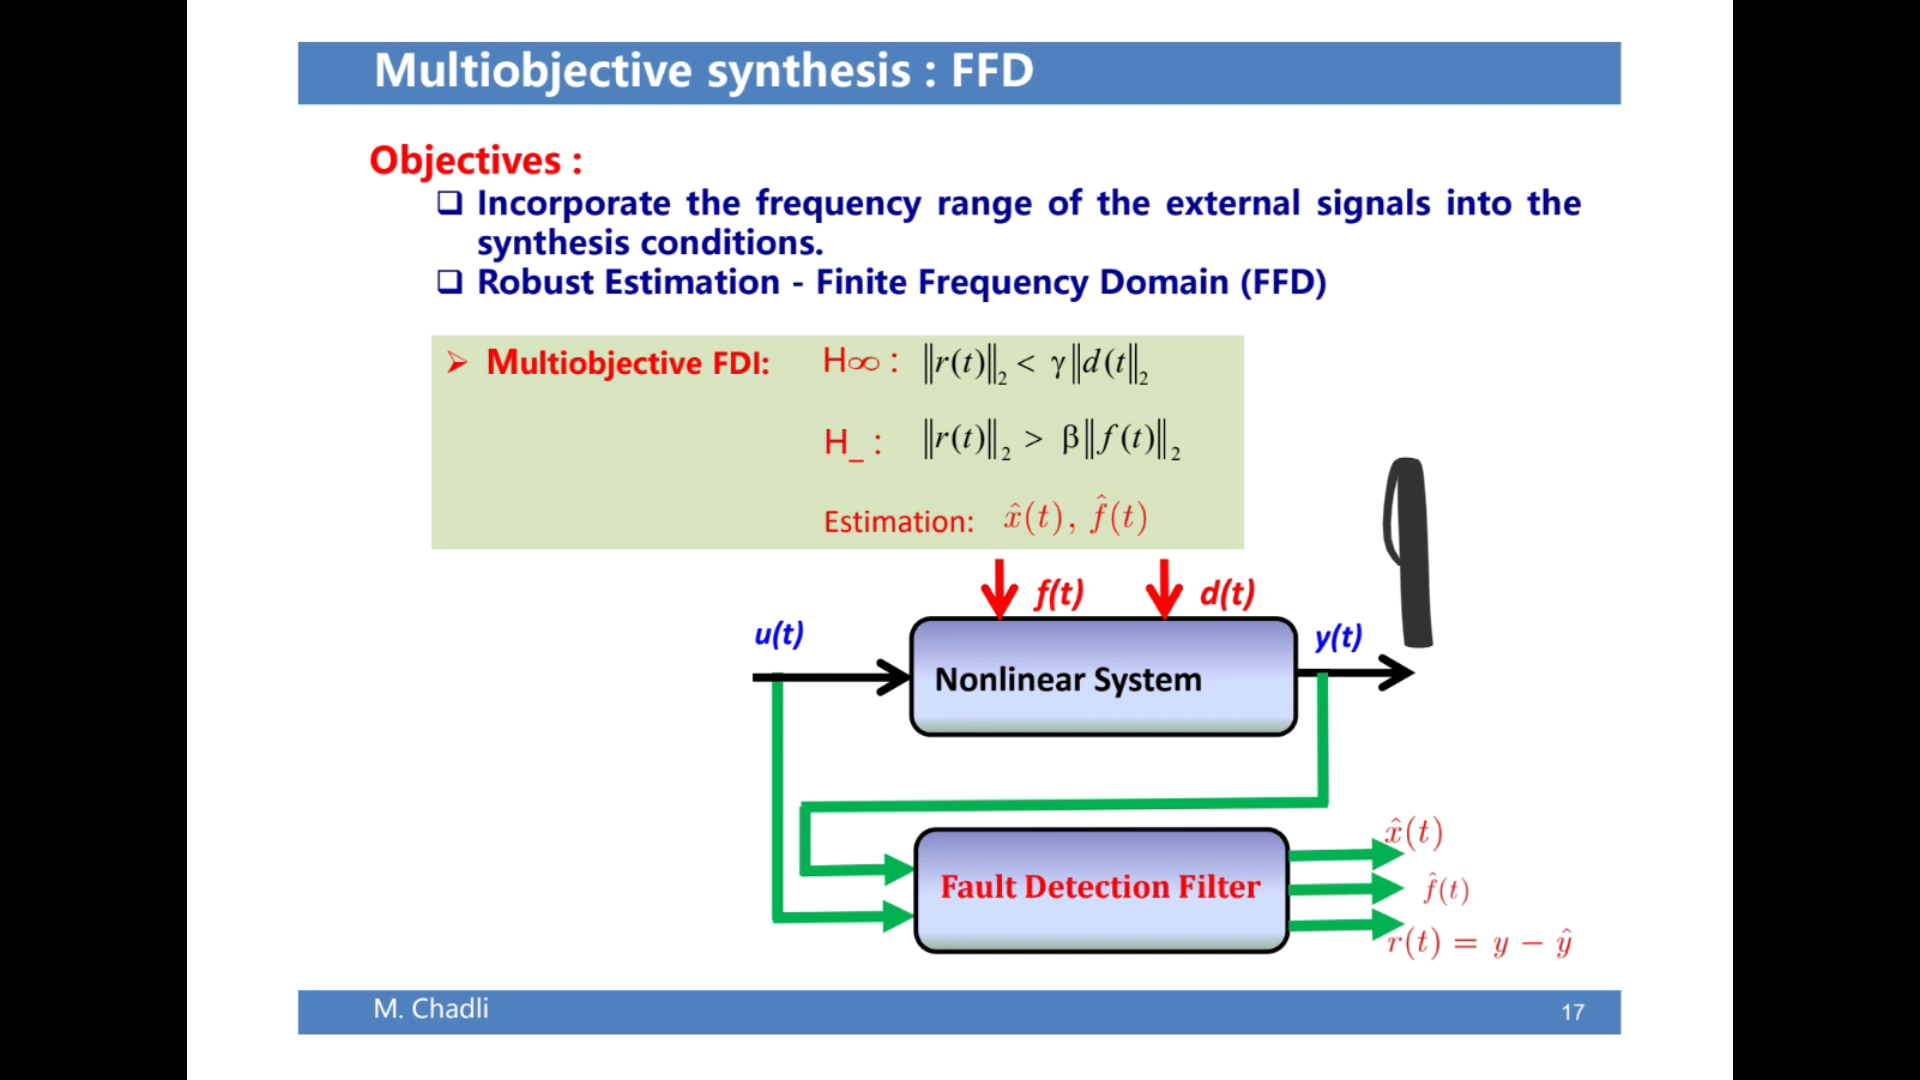 Multiobjective synthesis : FFD
Objectives :
❑ Incorporate the frequency range of the external signals into the
synthesis conditions.
❑ Robust Estimation - Finite Frequency Domain (FFD)
➢ Multiobjective FDI: H∞ : ‖r(t)‖₂ < γ‖d(t‖₂
H_ : ‖r(t)‖₂ > β‖f(t)‖₂
Estimation: x̂(t), f̂(t)
f(t) d(t)
u(t) y(t)
Nonlinear System
x̂(t)
Fault Detection Filter f̂(t)
r(t) = y − ŷ
M. Chadli 17